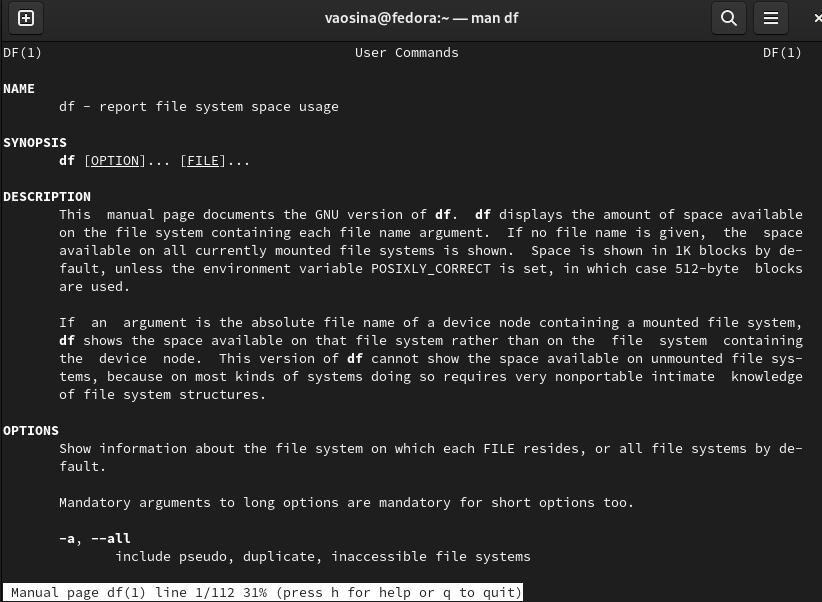 vaosina@fedora:~ — man df
DF(1) User Commands DF(1)
NAME
df - report file system space usage
SYNOPSIS
df [OPTION]... [FILE]...
DESCRIPTION
This manual page documents the GNU version of df. df displays the amount of space available
on the file system containing each file name argument. If no file name is given, the space
available on all currently mounted file systems is shown. Space is shown in 1K blocks by de-
fault, unless the environment variable POSIXLY_CORRECT is set, in which case 512-byte blocks
are used.
If an argument is the absolute file name of a device node containing a mounted file system,
df shows the space available on that file system rather than on the file system containing
the device node. This version of df cannot show the space available on unmounted file sys-
tems, because on most kinds of systems doing so requires very nonportable intimate knowledge
of file system structures.
OPTIONS
Show information about the file system on which each FILE resides, or all file systems by de-
fault.
Mandatory arguments to long options are mandatory for short options too.
-a, --all
include pseudo, duplicate, inaccessible file systems
Manual page df(1) line 1/112 31% (press h for help or q to quit)